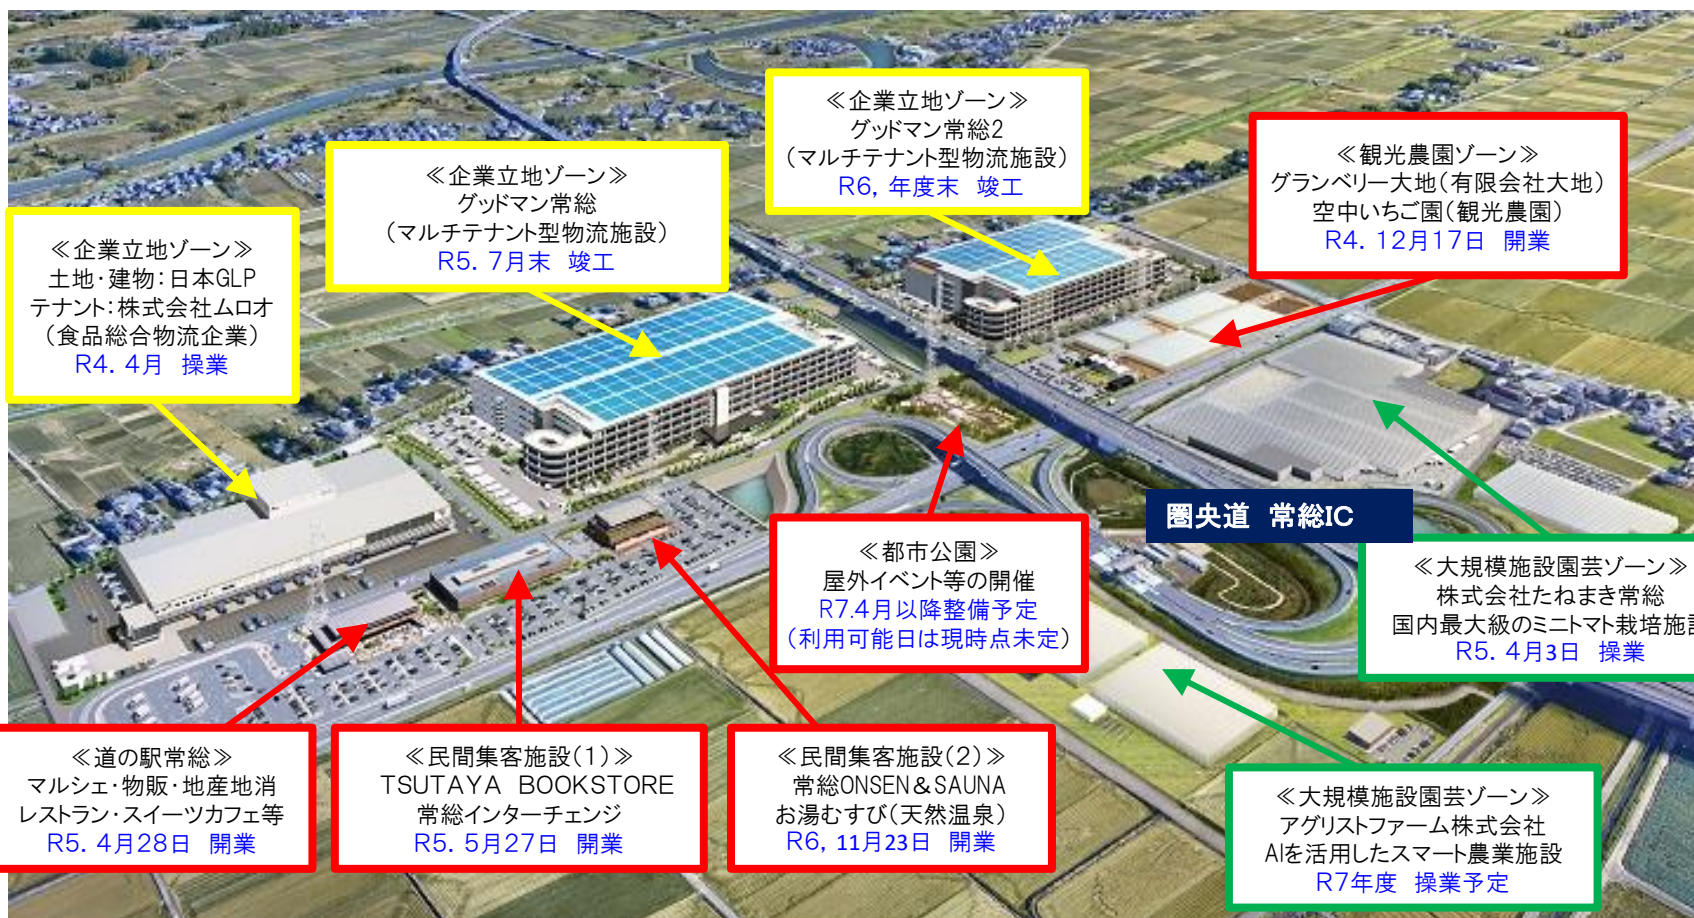 ≪企業立地ゾーン≫
グッドマン常総2
(マルチテナント型物流施設)
R6, 年度末 竣工
≪観光農園ゾーン≫
グランベリー大地(有限会社大地)
空中いちご園(観光農園)
R4. 12月17日 開業
≪企業立地ゾーン≫
グッドマン常総
(マルチテナント型物流施設)
R5. 7月末 竣工
≪企業立地ゾーン≫
土地・建物：日本GLP
テナント：株式会社ムロオ
(食品総合物流企業)
R4. 4月 操業
圏央道 常総IC
≪都市公園≫
屋外イベント等の開催
R7.4月以降整備予定
(利用可能日は現時点未定)
≪大規模施設園芸ゾーン≫
株式会社たねまき常総
国内最大級のミニトマト栽培施設
R5. 4月3日 操業
≪道の駅常総≫
マルシェ・物販・地産地消
レストラン・スイーツカフェ等
R5. 4月28日 開業
≪民間集客施設(1)≫
TSUTAYA BOOKSTORE
常総インターチェンジ
R5. 5月27日 開業
≪民間集客施設(2)≫
常総ONSEN＆SAUNA
お湯むすび(天然温泉)
R6, 11月23日 開業
≪大規模施設園芸ゾーン≫
アグリストファーム株式会社
AIを活用したスマート農業施設
R7年度 操業予定